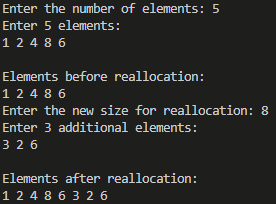 Enter the number of elements: 5
Enter 5 elements:
1 2 4 8 6
Elements before reallocation:
1 2 4 8 6
Enter the new size for reallocation: 8
Enter 3 additional elements:
3 2 6
Elements after reallocation:
1 2 4 8 6 3 2 6